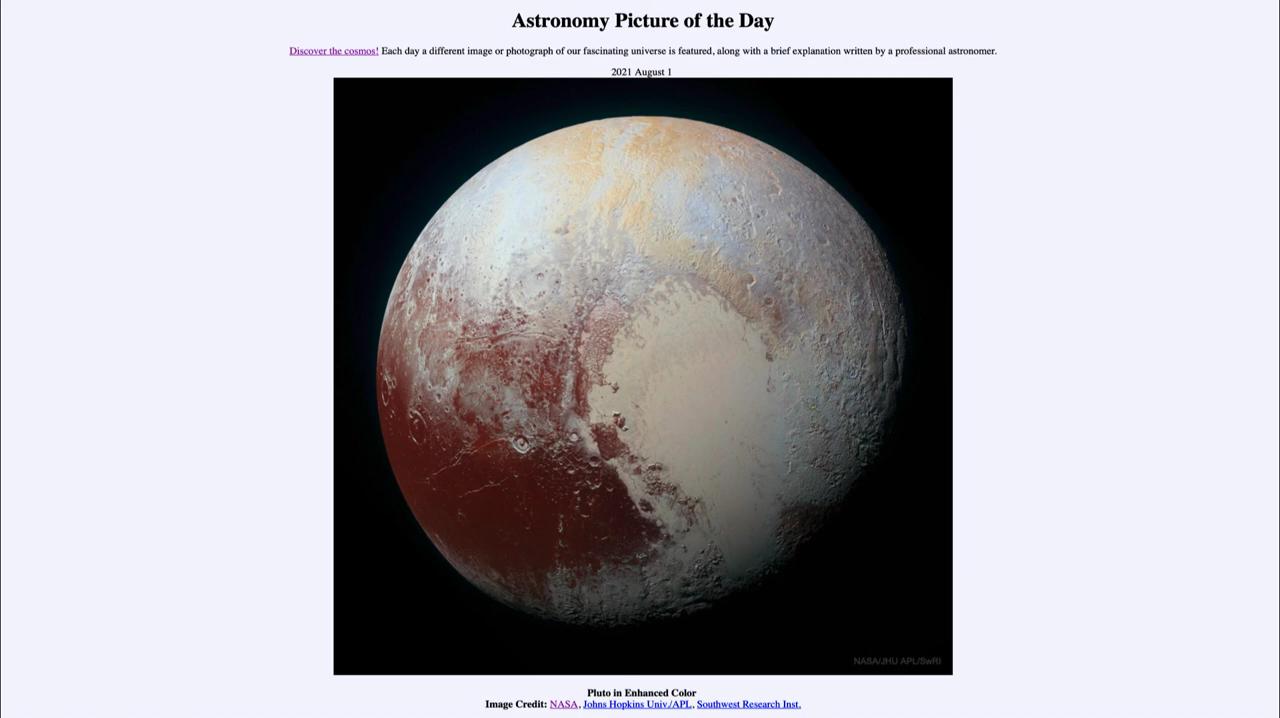 Astronomy Picture of the Day
Discover the cosmos! Each day a different image or photograph of our fascinating universe is featured, along with a brief explanation written by a professional astronomer.
2021 August 1
NASA/JHU APL/SwRI
Pluto in Enhanced Color
Image Credit: NASA, Johns Hopkins Univ./APL, Southwest Research Inst.